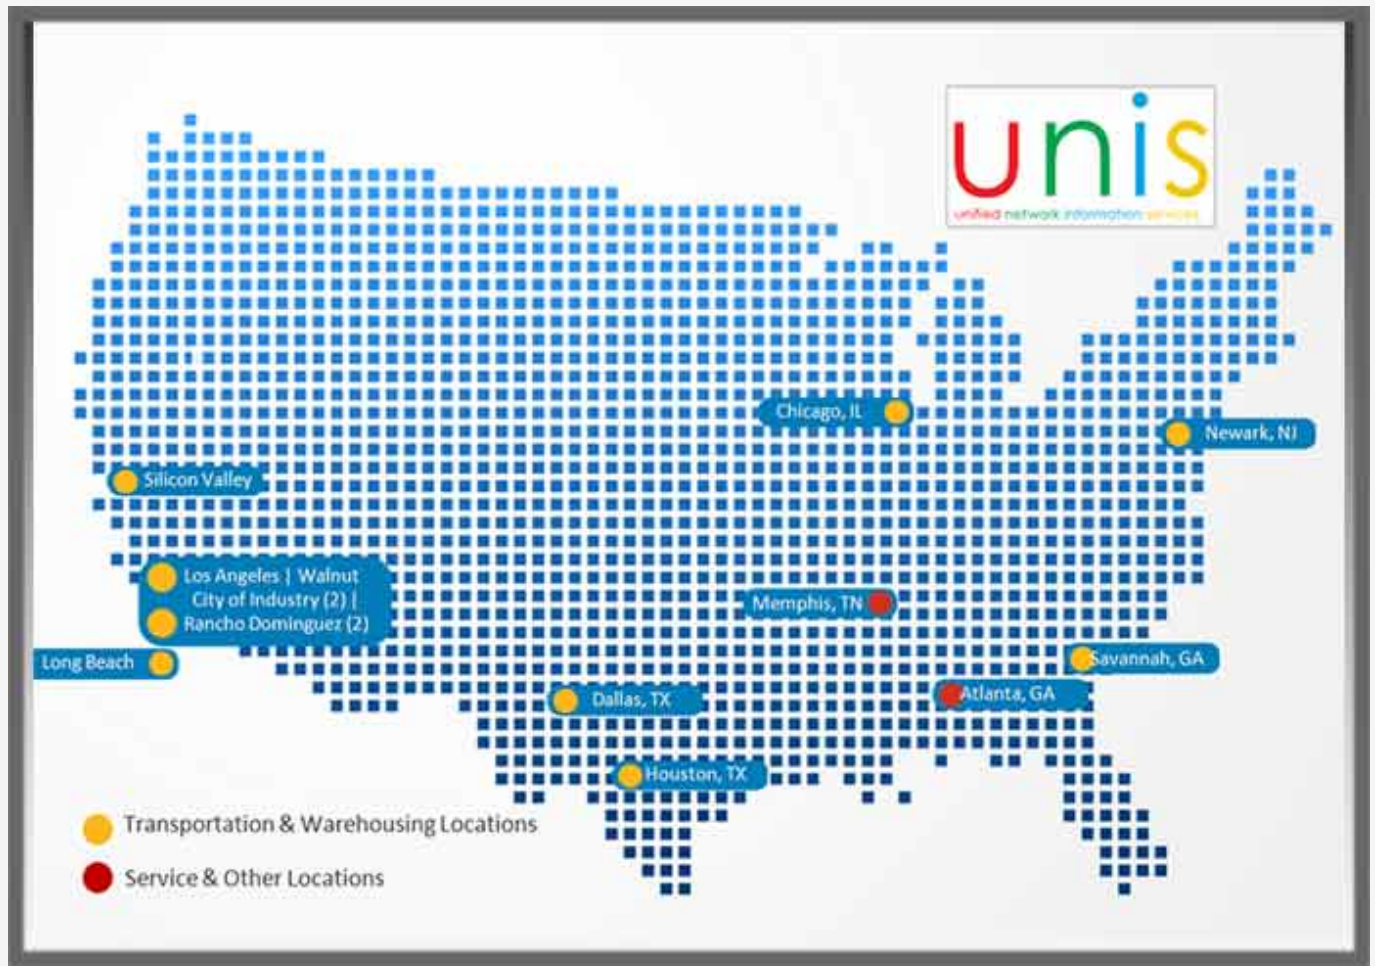 unis
unified network information services
Chicago, IL
Newark, NJ
Silicon Valley
Los Angeles | Walnut
City of Industry (2) |
Rancho Dominguez (2)
Memphis, TN
Long Beach
Savannah, GA
Dallas, TX
Atlanta, GA
Houston, TX
Transportation & Warehousing Locations
Service & Other Locations